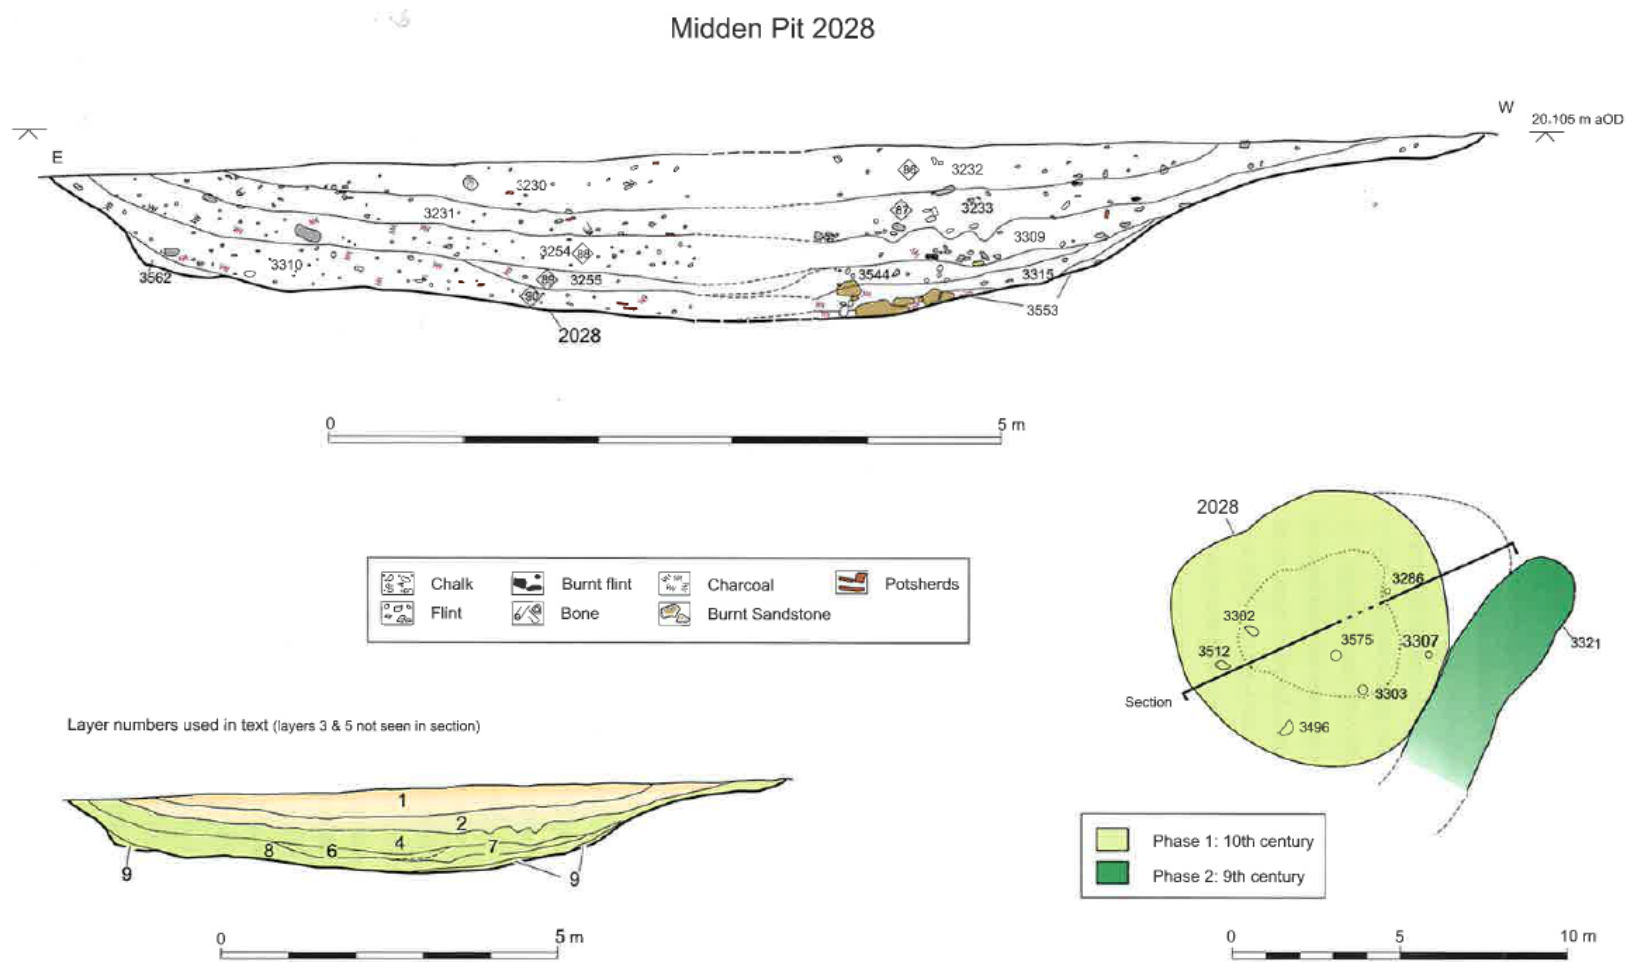 Midden Pit 2028
W
20.105 m aOD
E
86
3232
3230
87
3233
3231
3309
3254 88
3310
3544
3315
3562
89 3255
90
3553
2028
0 5 m
2028
Chalk Burnt flint Charcoal Potsherds
Flint Bone Burnt Sandstone
3286
3302
3575 3307
3512
3321
3303
Section
3496
Layer numbers used in text (layers 3 & 5 not seen in section)
1
2
4 7
8 6
9 9
Phase 1: 10th century
Phase 2: 9th century
0 5 m
0 5 10 m